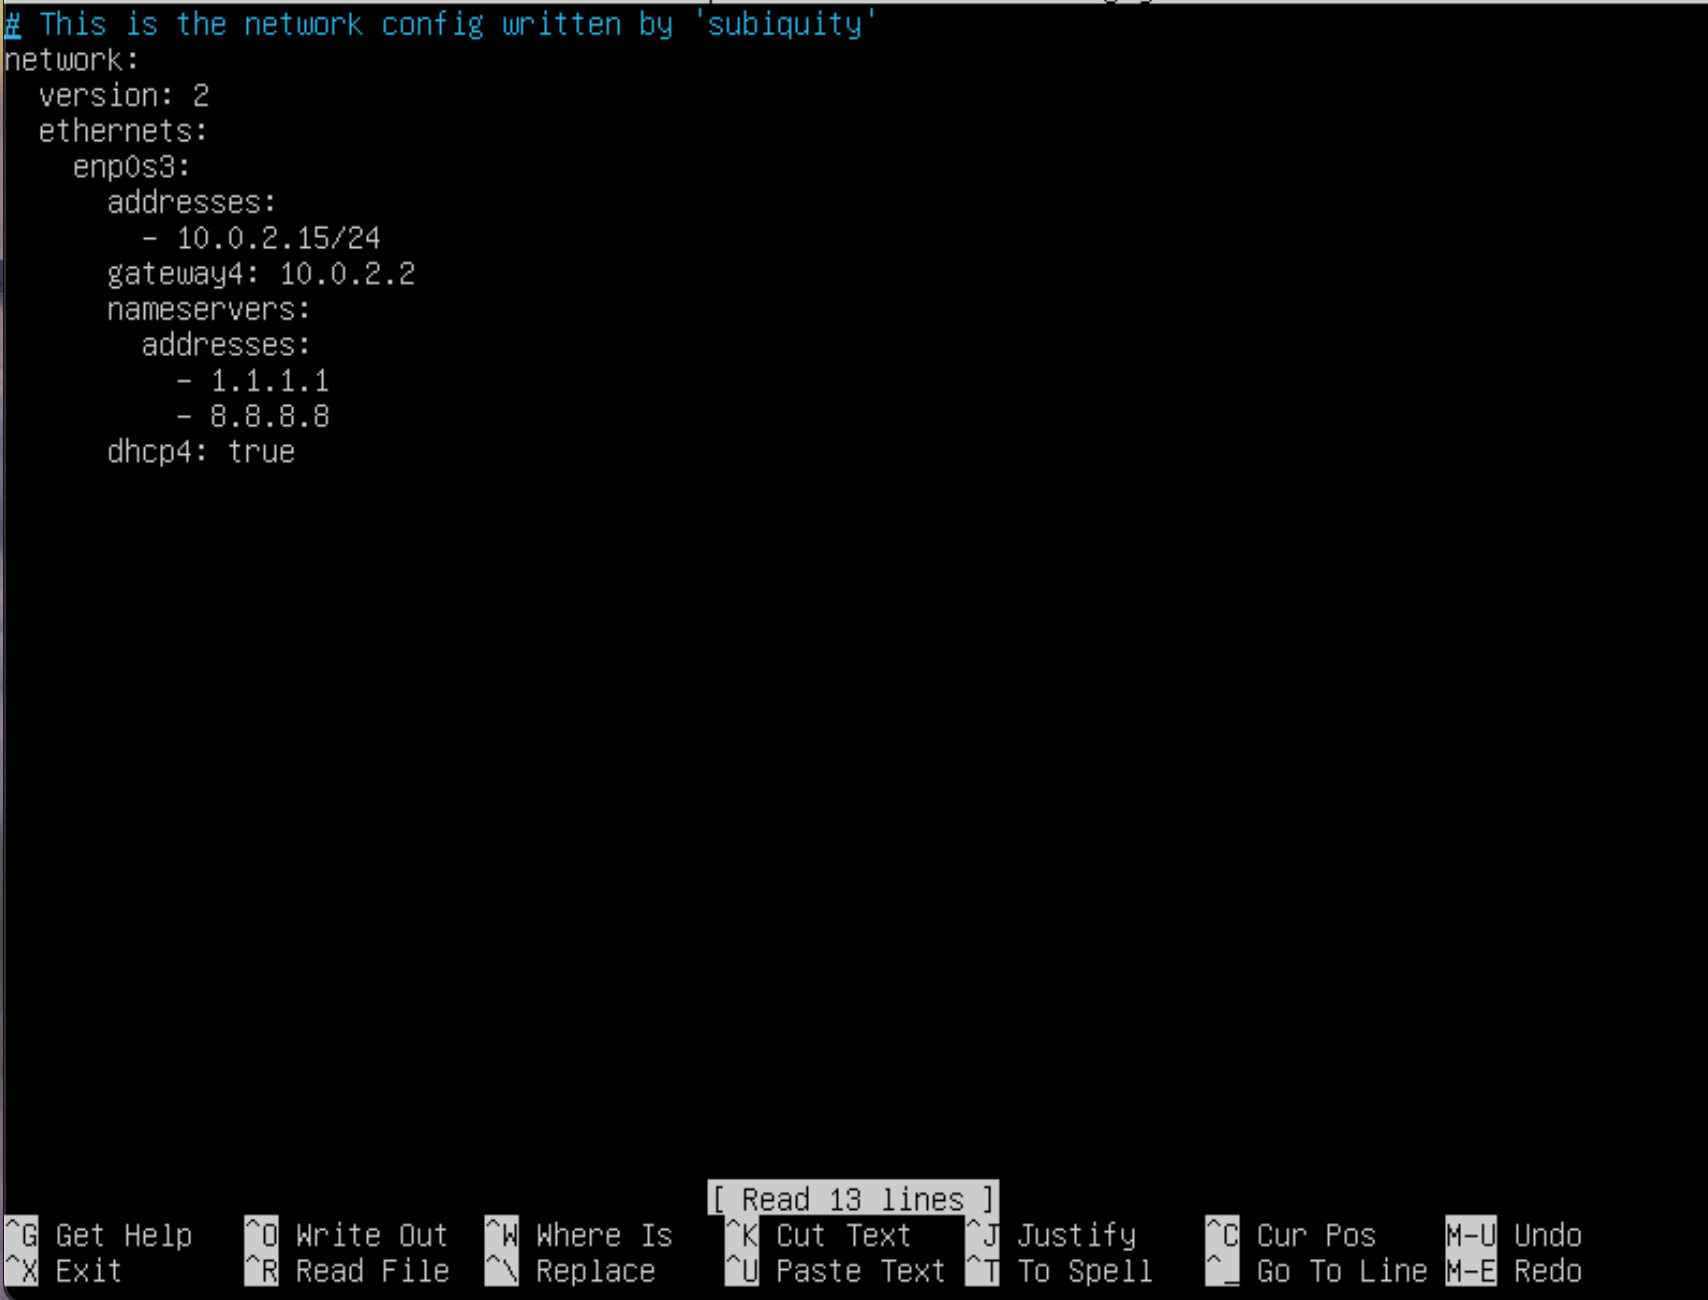 # This is the network config written by 'subiquity'
network:
  version: 2
  ethernets:
    enp0s3:
      addresses:
        - 10.0.2.15/24
      gateway4: 10.0.2.2
      nameservers:
        addresses:
          - 1.1.1.1
          - 8.8.8.8
      dhcp4: true
[ Read 13 lines ]
^G Get Help ^O Write Out ^W Where Is ^K Cut Text ^J Justify ^C Cur Pos M-U Undo
^X Exit ^R Read File ^\ Replace ^U Paste Text ^T To Spell ^_ Go To Line M-E Redo